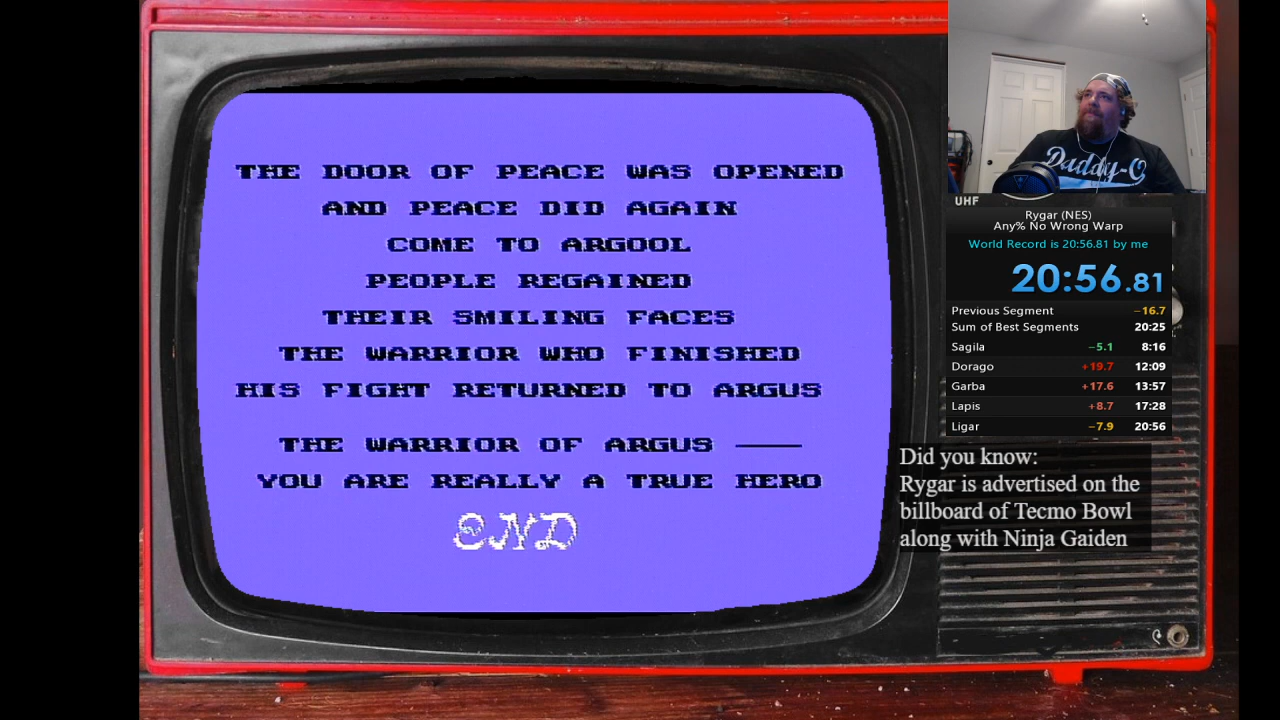 THE DOOR OF PEACE WAS OPENED
AND PEACE DID AGAIN
COME TO ARGOOL
PEOPLE REGAINED
THEIR SMILING FACES
THE WARRIOR WHO FINISHED
HIS FIGHT RETURNED TO ARGUS
THE WARRIOR OF ARGUS ——
YOU ARE REALLY A TRUE HERO
END
Daddy-O
UHF
Rygar (NES)
Any% No Wrong Warp
World Record is 20:56.81 by me
20:56.81
Previous Segment −16.7
Sum of Best Segments 20:25
Sagila −5.1 8:16
Dorago +19.7 12:09
Garba +17.6 13:57
Lapis +8.7 17:28
Ligar −7.9 20:56
Did you know:
Rygar is advertised on the
billboard of Tecmo Bowl
along with Ninja Gaiden